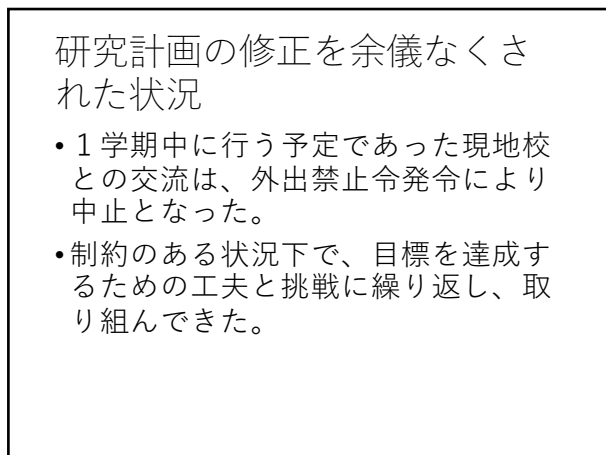 研究計画の修正を余儀なくさ
れた状況
•１学期中に行う予定であった現地校
との交流は、外出禁止令発令により
中止となった。
•制約のある状況下で、目標を達成す
るための工夫と挑戦に繰り返し、取
り組んできた。